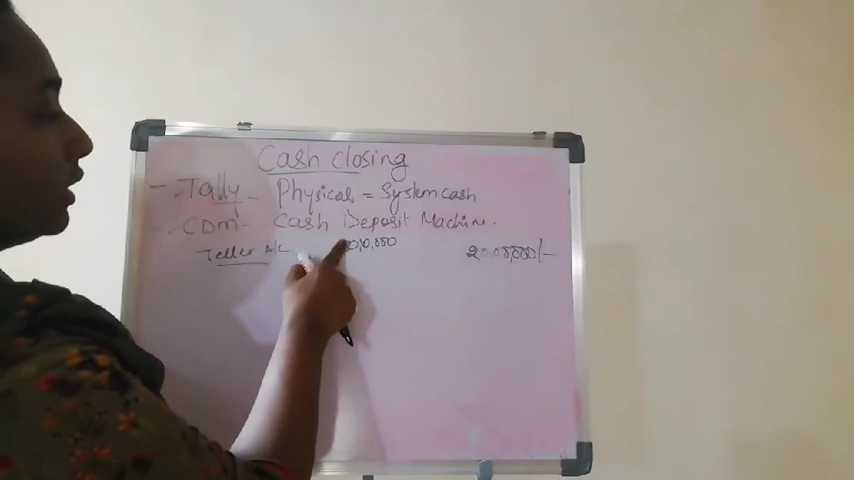 Cash closing
- Tally - Physical = System cash
- CDM - Cash Deposit Machine.
Teller A/c